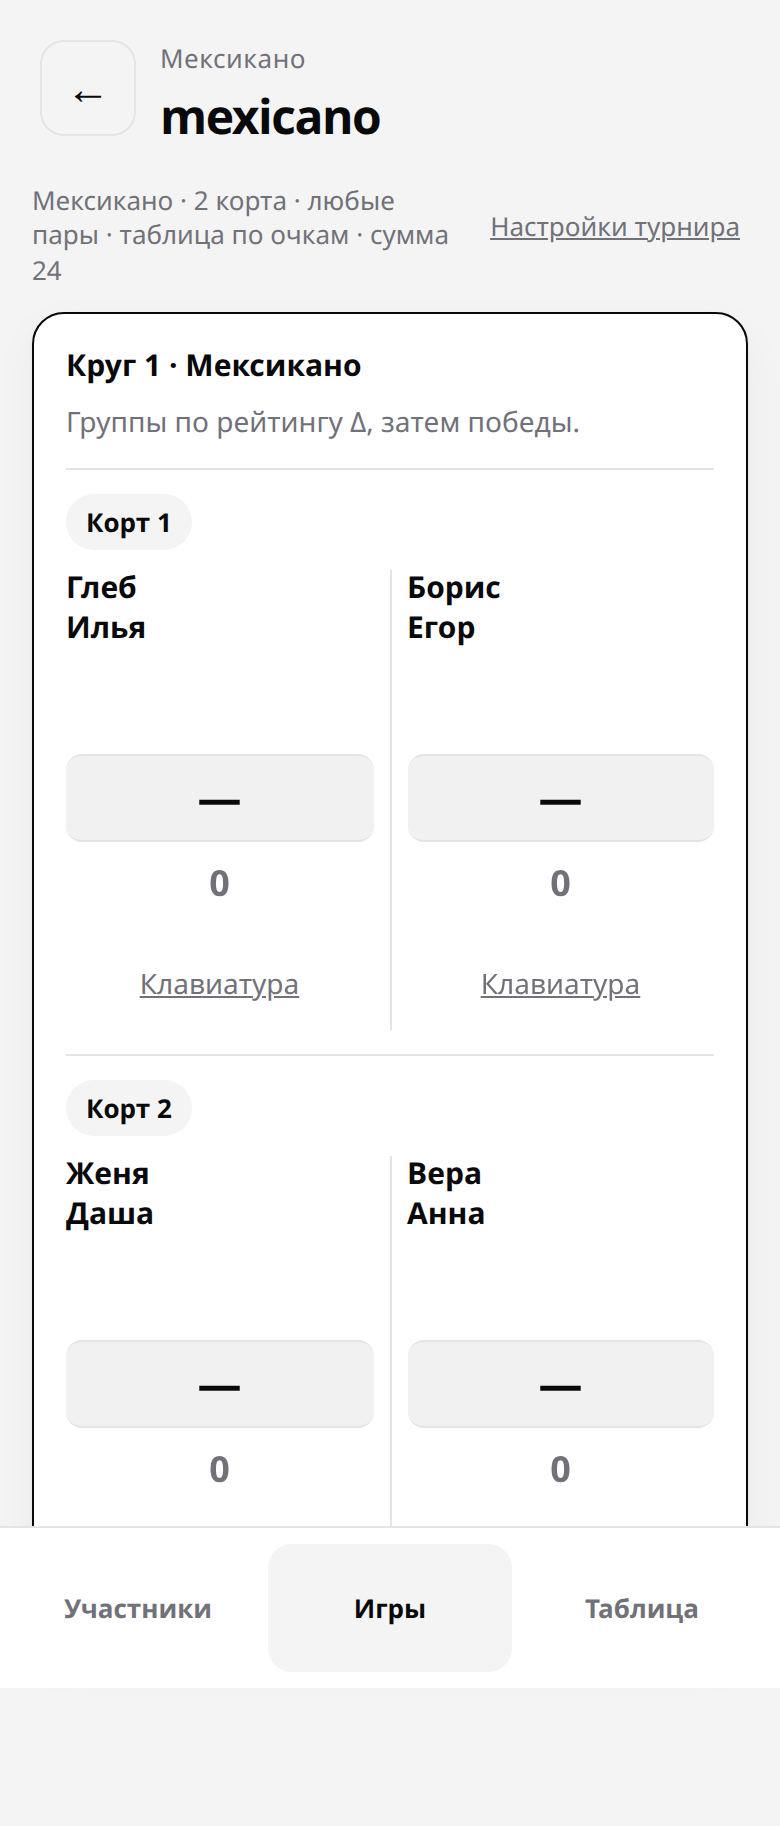 ←
Мексикано
mexicano
Мексикано · 2 корта · любые
пары · таблица по очкам · сумма
24
Настройки турнира
Круг 1 · Мексикано
Группы по рейтингу Δ, затем победы.
Корт 1
Глеб
Илья
Борис
Егор
—
—
0
0
Клавиатура
Клавиатура
Корт 2
Женя
Даша
Вера
Анна
—
—
0
0
Участники
Игры
Таблица